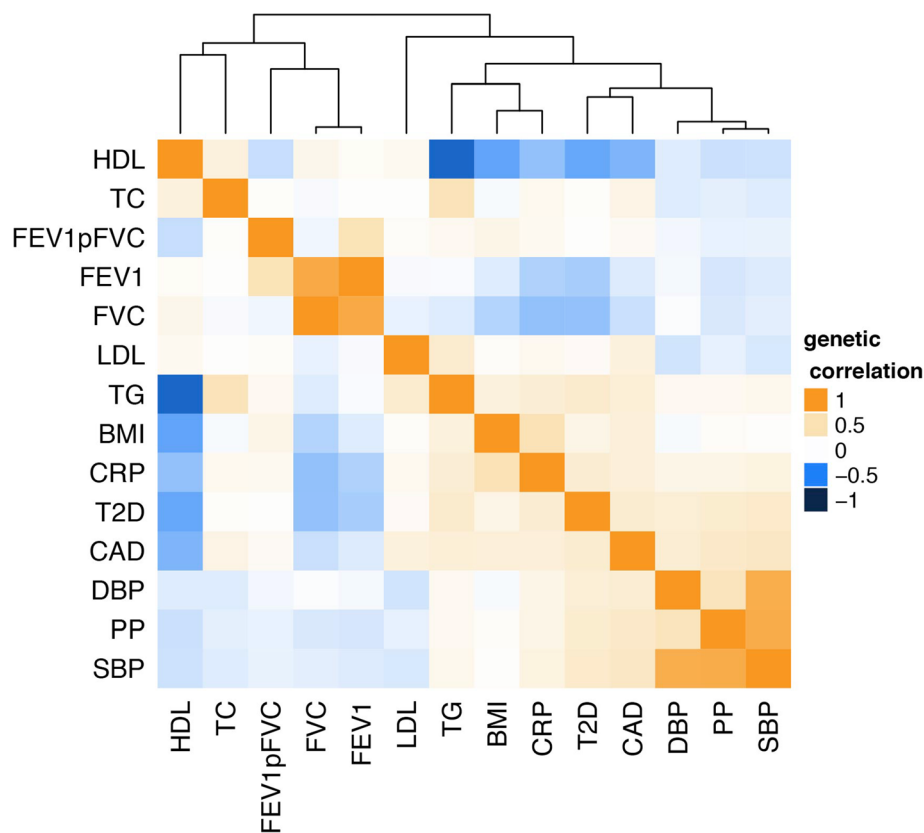 HDL
TC
FEV1pFVC
FEV1
FVC
LDL
TG
BMI
CRP
T2D
CAD
DBP
PP
SBP
HDL
TC
FEV1pFVC
FVC
FEV1
LDL
TG
BMI
CRP
T2D
CAD
DBP
PP
SBP
genetic
correlation
1
0.5
0
−0.5
−1